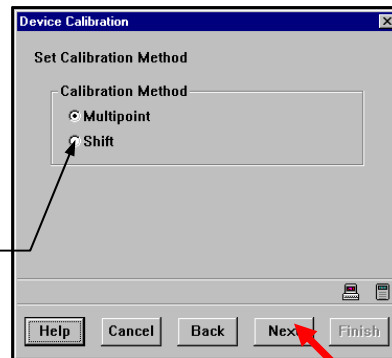 Device Calibration
Set Calibration Method
Calibration Method
Multipoint
Shift
Help Cancel Back Next Finish